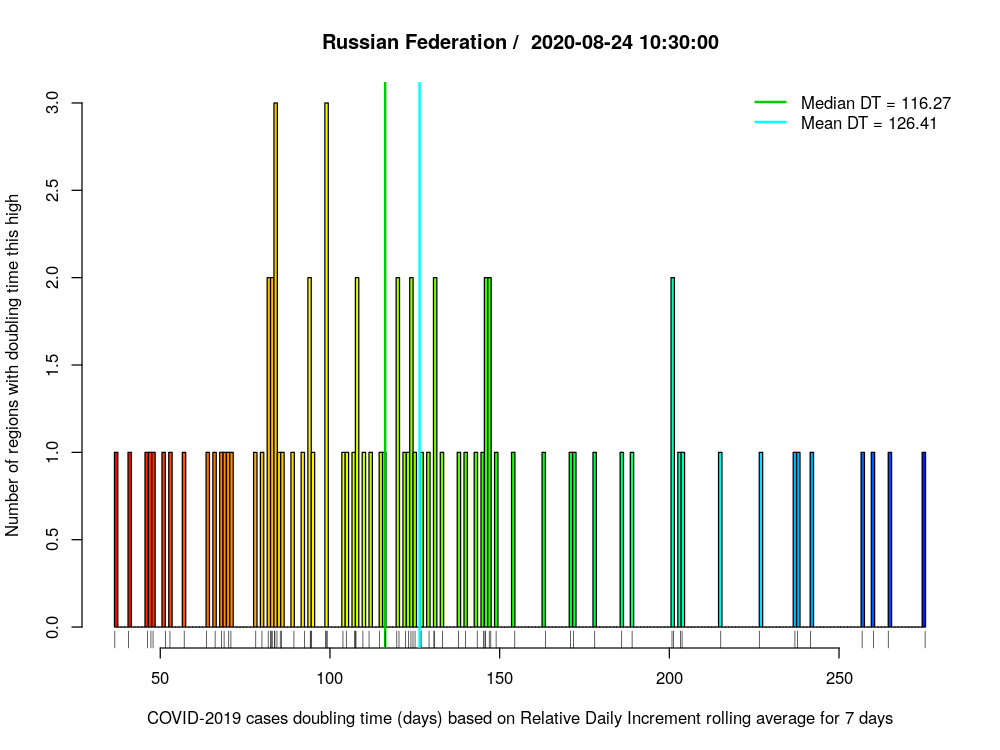 Russian Federation /  2020-08-24 10:30:00
Median DT = 116.27
Mean DT = 126.41
Number of regions with doubling time this high
3.0
2.5
2.0
1.5
1.0
0.5
0.0
50 100 150 200 250
COVID-2019 cases doubling time (days) based on Relative Daily Increment rolling average for 7 days